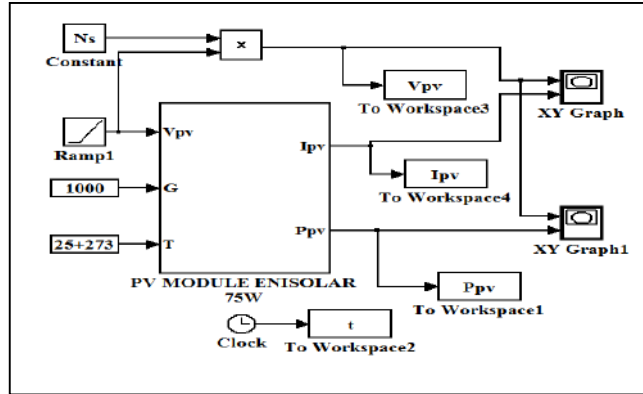 Ns
Constant
×
Vpv
To Workspace3
XY Graph
Ramp1
Vpv
Ipv
Ipv
To Workspace4
1000
G
25+273
T
Ppv
XY Graph1
PV MODULE ENISOLAR
75W
Ppv
To Workspace1
Clock
t
To Workspace2